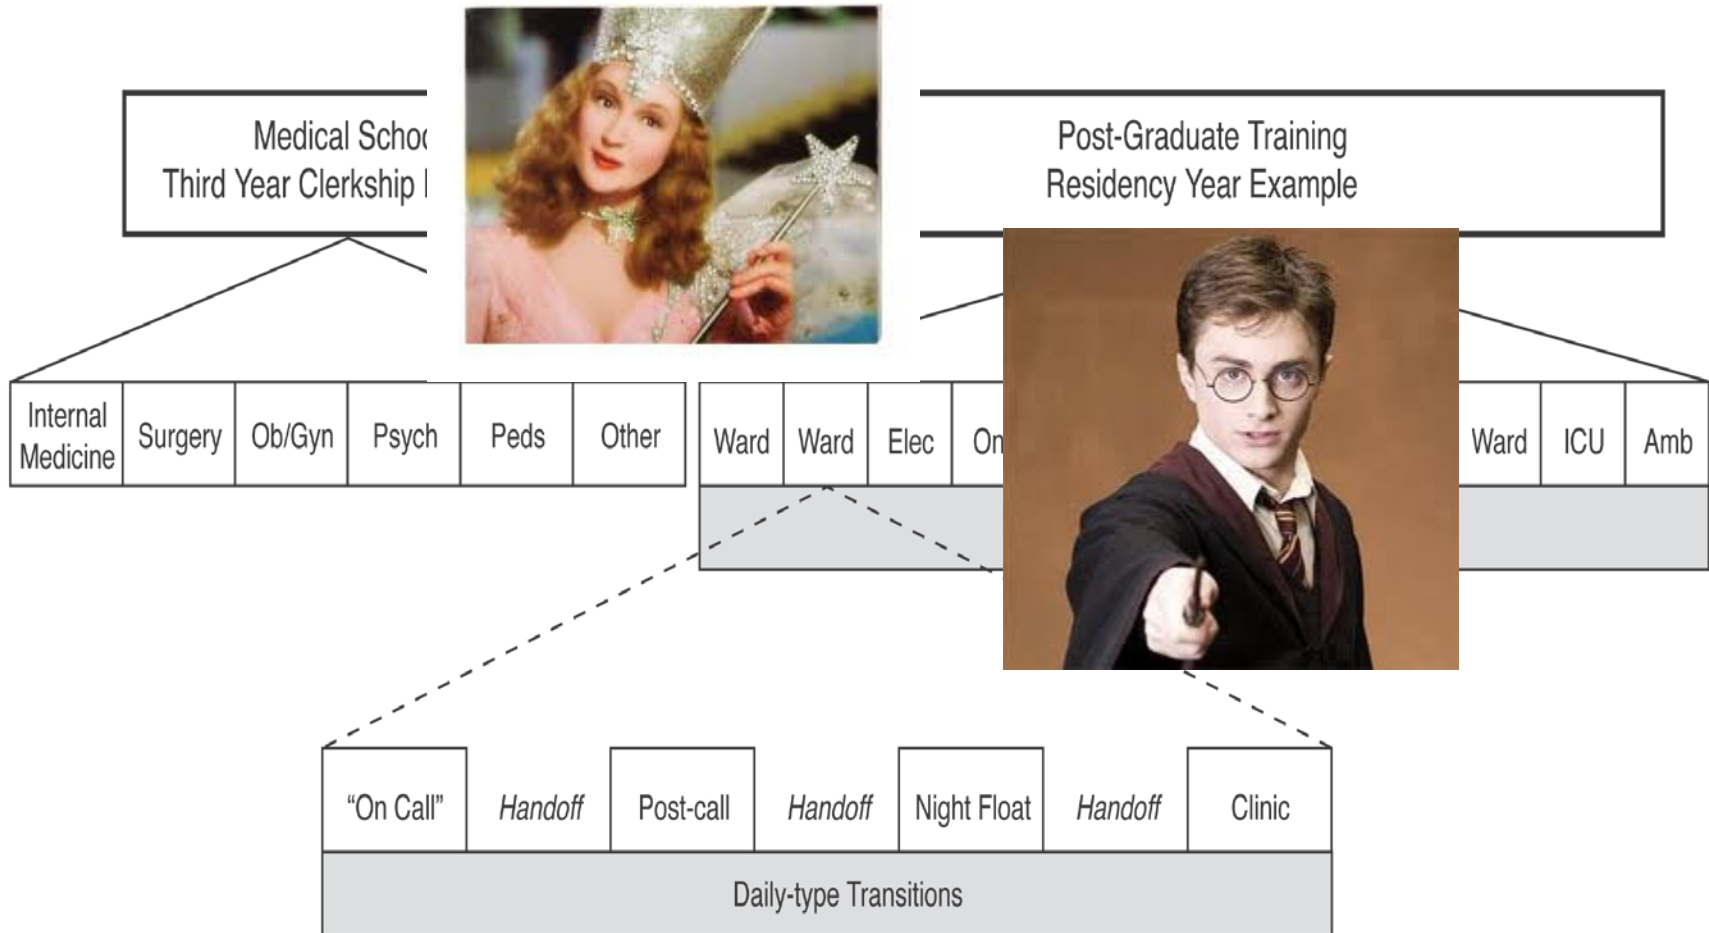 Medical Schoo
Third Year Clerkship
Post-Graduate Training
Residency Year Example
Internal
Medicine
Surgery
Ob/Gyn
Psych
Peds
Other
Ward
Ward
Elec
On
Ward
ICU
Amb
“On Call”
Handoff
Post-call
Handoff
Night Float
Handoff
Clinic
Daily-type Transitions